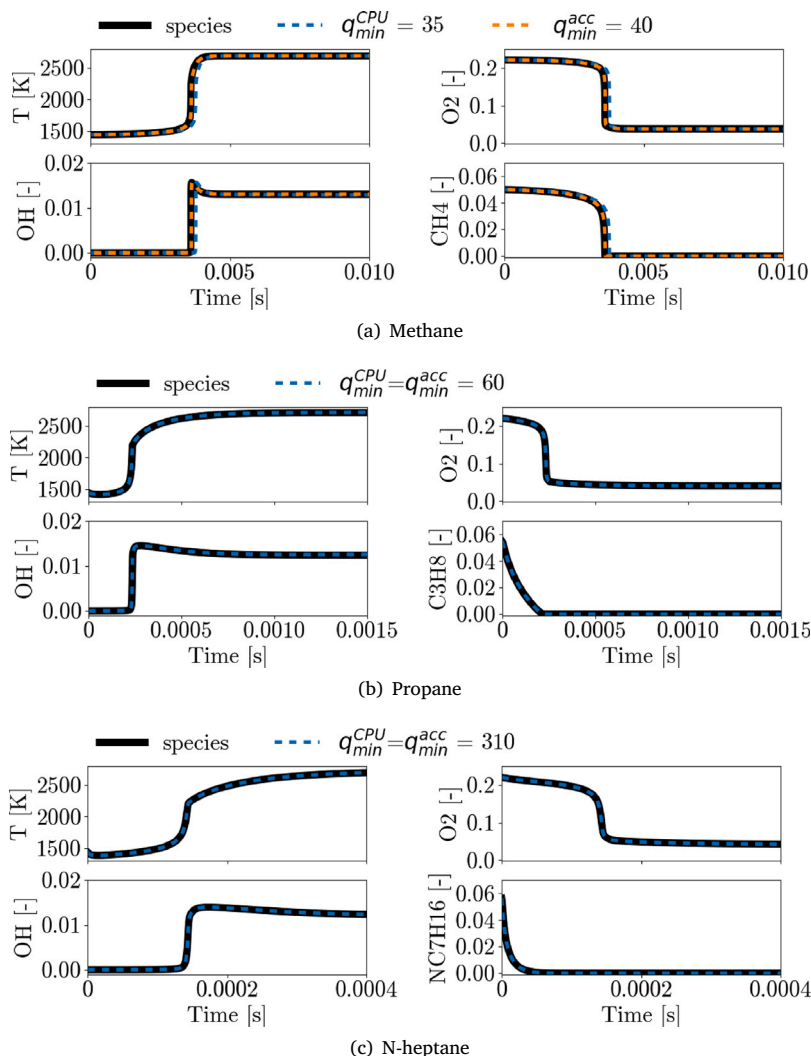 species q_min^CPU = 35 q_min^acc = 40
T [K]
2500
2000
1500
O2 [-]
0.2
0.1
0.0
OH [-]
0.02
0.01
0.00
0 0.005 0.010
Time [s]
CH4 [-]
0.06
0.04
0.02
0.00
0 0.005 0.010
Time [s]
(a) Methane
species q_min^CPU=q_min^acc = 60
T [K]
2500
2000
1500
O2 [-]
0.2
0.1
0.0
OH [-]
0.02
0.01
0.00
0 0.0005 0.0010 0.0015
Time [s]
C3H8 [-]
0.06
0.04
0.02
0.00
0 0.0005 0.0010 0.0015
Time [s]
(b) Propane
species q_min^CPU=q_min^acc = 310
T [K]
2500
2000
1500
O2 [-]
0.2
0.1
0.0
OH [-]
0.02
0.01
0.00
0 0.0002 0.0004
Time [s]
NC7H16 [-]
0.06
0.04
0.02
0.00
0 0.0002 0.0004
Time [s]
(c) N-heptane